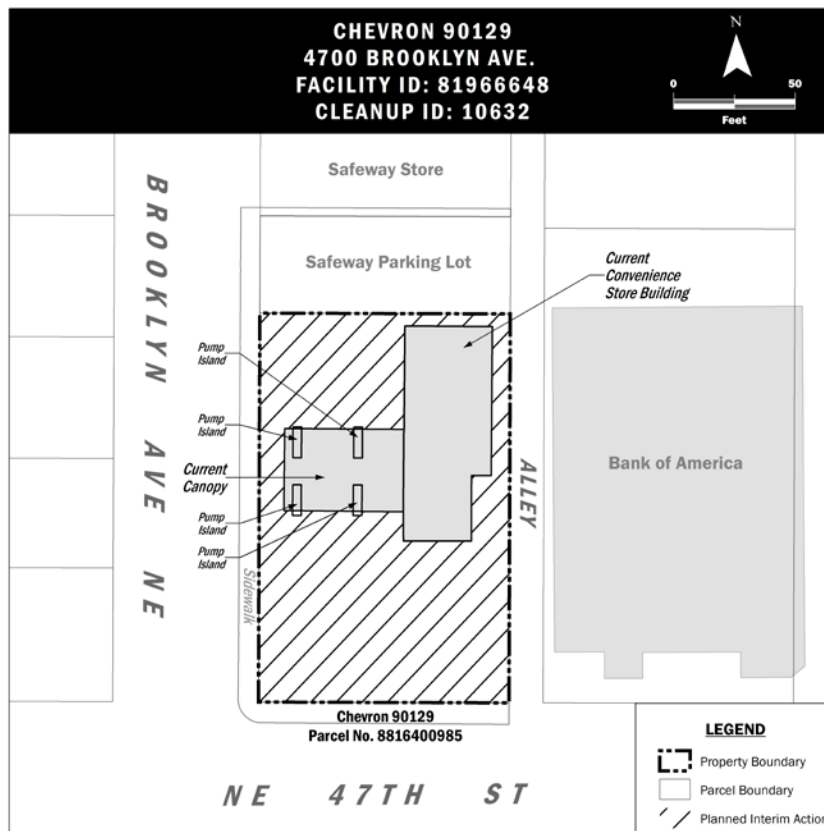 CHEVRON 90129
4700 BROOKLYN AVE.
FACILITY ID: 81966648
CLEANUP ID: 10632
N
0
50
Feet
Safeway Store
BROOKLYN AVE NE
Safeway Parking Lot
Current
Convenience
Store Building
Pump
Island
Pump
Island
Current
Canopy
Pump
Island
Pump
Island
ALLEY
Bank of America
Sidewalk
Chevron 90129
Parcel No. 8816400985
NE 47TH ST
LEGEND
Property Boundary
Parcel Boundary
Planned Interim Action